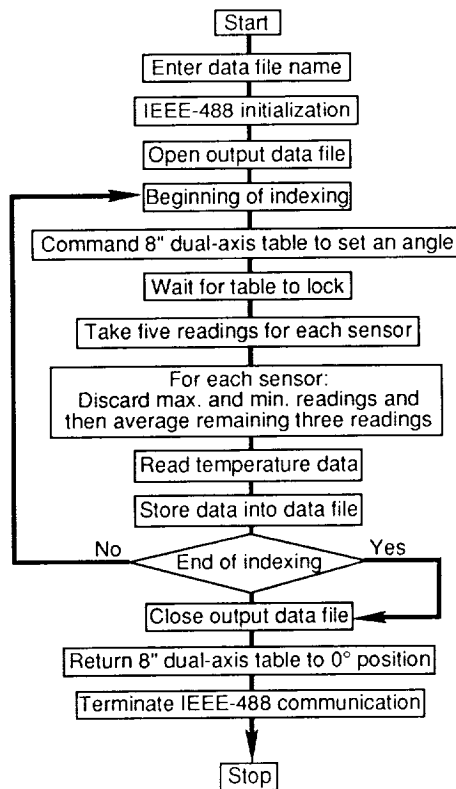 Start
Enter data file name
IEEE-488 initialization
Open output data file
Beginning of indexing
Command 8" dual-axis table to set an angle
Wait for table to lock
Take five readings for each sensor
For each sensor:
Discard max. and min. readings and
then average remaining three readings
Read temperature data
Store data into data file
No
Yes
End of indexing
Close output data file
Return 8" dual-axis table to 0° position
Terminate IEEE-488 communication
Stop